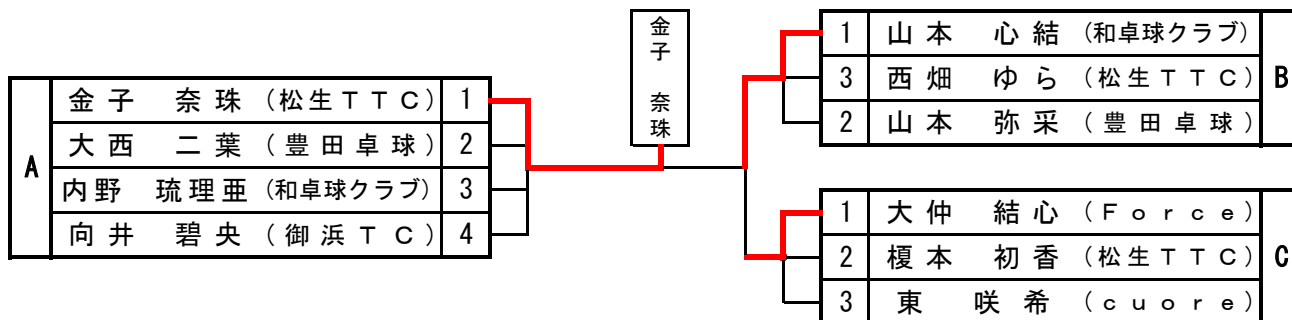 金子 奈珠
A
金子 奈珠 (松生TTC) 1
大西 二葉 (豊田卓球) 2
内野 琉理亜 (和卓球クラブ) 3
向井 碧央 (御浜TC) 4
1 山本 心結 (和卓球クラブ)
3 西畑 ゆら (松生TTC)
2 山本 弥采 (豊田卓球)
B
1 大仲 結心 (Force)
2 榎本 初香 (松生TTC)
3 東 咲希 (cuore)
C